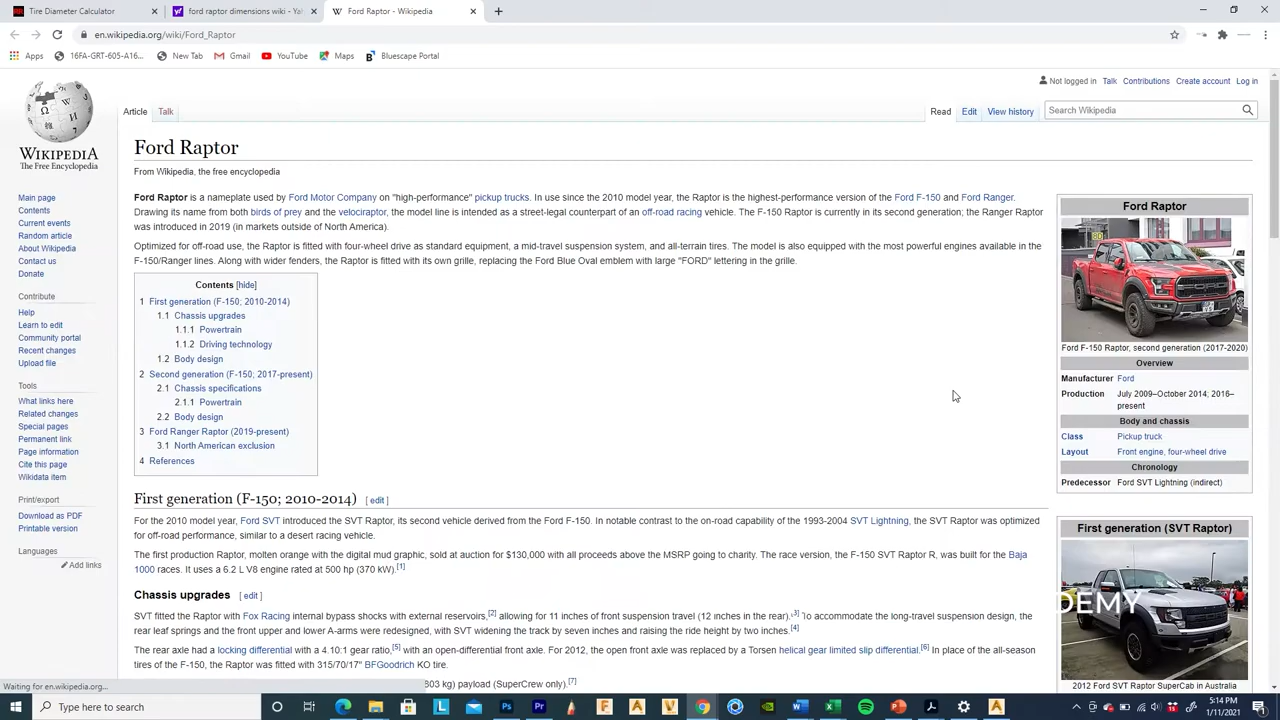 Tire Diameter Calculator
ford raptor dimensions wiki - Ya
Ford Raptor - Wikipedia
en.wikipedia.org/wiki/Ford_Raptor
Apps
16FA-GRT-605-A16...
New Tab
Gmail
YouTube
Maps
Bluescape Portal
Not logged in Talk Contributions Create account Log in
Article Talk
Read Edit View history
Search Wikipedia
WIKIPEDIA
The Free Encyclopedia
Main page
Contents
Current events
Random article
About Wikipedia
Contact us
Donate
Contribute
Help
Learn to edit
Community portal
Recent changes
Upload file
Tools
What links here
Related changes
Special pages
Permanent link
Page information
Cite this page
Wikidata item
Print/export
Download as PDF
Printable version
Languages
Add links
Ford Raptor
From Wikipedia, the free encyclopedia
Ford Raptor is a nameplate used by Ford Motor Company on "high-performance" pickup trucks. In use since the 2010 model year, the Raptor is the highest-performance version of the Ford F-150 and Ford Ranger.
Drawing its name from both birds of prey and the velociraptor, the model line is intended as a street-legal counterpart of an off-road racing vehicle. The F-150 Raptor is currently in its second generation; the Ranger Raptor
was introduced in 2019 (in markets outside of North America).
Optimized for off-road use, the Raptor is fitted with four-wheel drive as standard equipment, a mid-travel suspension system, and all-terrain tires. The model is also equipped with the most powerful engines available in the
F-150/Ranger lines. Along with wider fenders, the Raptor is fitted with its own grille, replacing the Ford Blue Oval emblem with large "FORD" lettering in the grille.
Contents [hide]
1 First generation (F-150; 2010-2014)
1.1 Chassis upgrades
1.1.1 Powertrain
1.1.2 Driving technology
1.2 Body design
2 Second generation (F-150; 2017-present)
2.1 Chassis specifications
2.1.1 Powertrain
2.2 Body design
3 Ford Ranger Raptor (2019-present)
3.1 North American exclusion
4 References
First generation (F-150; 2010-2014) [ edit ]
For the 2010 model year, Ford SVT introduced the SVT Raptor, its second vehicle derived from the Ford F-150. In notable contrast to the on-road capability of the 1993-2004 SVT Lightning, the SVT Raptor was optimized
for off-road performance, similar to a desert racing vehicle.
The first production Raptor, molten orange with the digital mud graphic, sold at auction for $130,000 with all proceeds above the MSRP going to charity. The race version, the F-150 SVT Raptor R, was built for the Baja
1000 races. It uses a 6.2 L V8 engine rated at 500 hp (370 kW).[1]
Chassis upgrades [ edit ]
SVT fitted the Raptor with Fox Racing internal bypass shocks with external reservoirs,[2] allowing for 11 inches of front suspension travel (12 inches in the rear).[3] To accommodate the long-travel suspension design, the
rear leaf springs and the front upper and lower A-arms were redesigned, with SVT widening the track by seven inches and raising the ride height by two inches.[4]
The rear axle had a locking differential with a 4.10:1 gear ratio,[5] with an open-differential front axle. For 2012, the open front axle was replaced by a Torsen helical gear limited slip differential.[6] In place of the all-season
tires of the F-150, the Raptor was fitted with 315/70/17" BFGoodrich KO tire.
803 kg) payload (SuperCrew only).[7]
Ford Raptor
Ford F-150 Raptor, second generation (2017-2020)
Overview
Manufacturer Ford
Production July 2009–October 2014; 2016–
present
Body and chassis
Class Pickup truck
Layout Front engine, four-wheel drive
Chronology
Predecessor Ford SVT Lightning (indirect)
First generation (SVT Raptor)
DEMY
2012 Ford SVT Raptor SuperCab in Australia
Waiting for en.wikipedia.org...
Type here to search
5:14 PM
1/11/2021